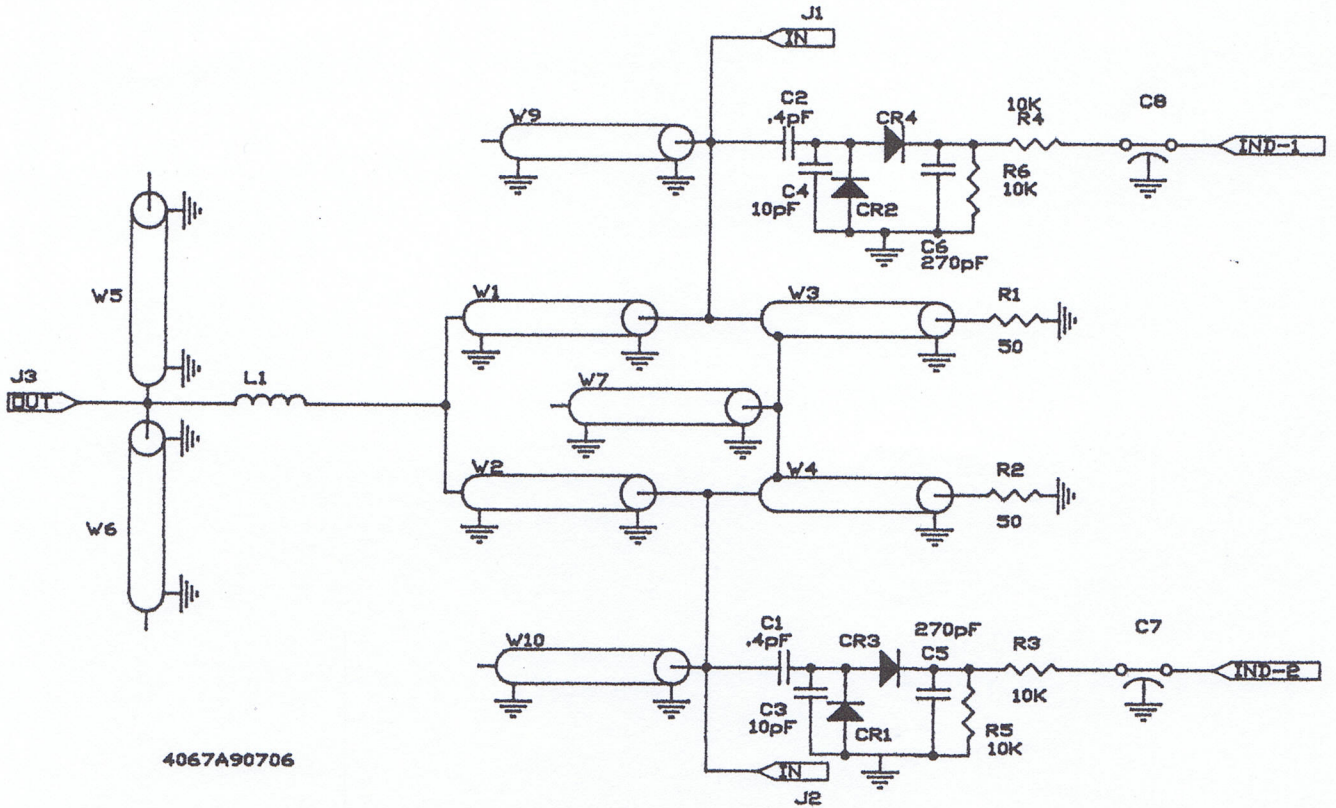 J1
IN
C2
.4pF
W9
CR4
10K
R4
C8
IND-1
C4
10pF
CR2
R6
10K
C6
270pF
W5
W1
W3
R1
50
J3
OUT
L1
W7
W2
W4
R2
50
W6
C1
.4pF
W10
CR3
270pF
C5
R3
10K
C7
IND-2
C3
10pF
CR1
R5
10K
4067A90706
IN
J2